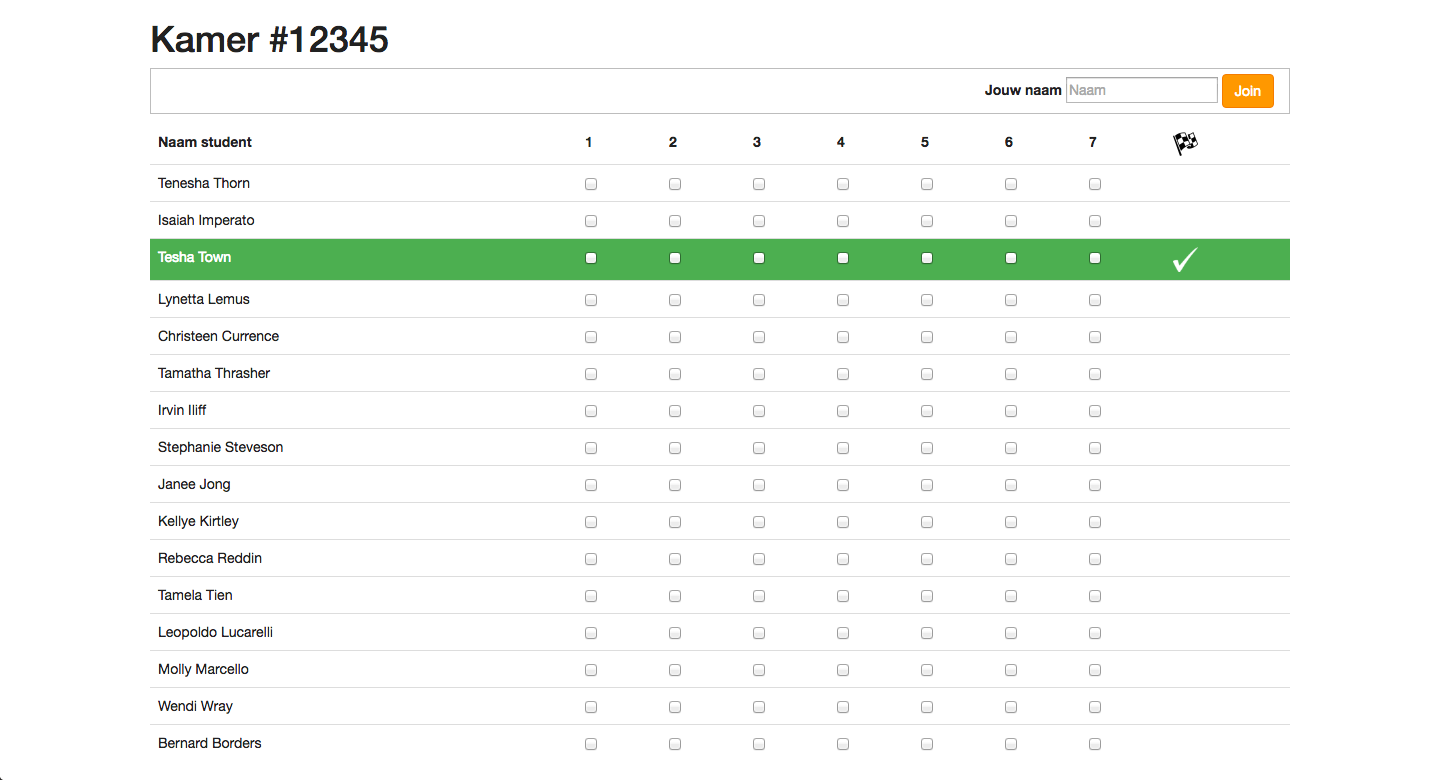 Kamer #12345
Jouw naam Naam Join
Naam student 1 2 3 4 5 6 7
Tenesha Thorn
Isaiah Imperato
Tesha Town
Lynetta Lemus
Christeen Currence
Tamatha Thrasher
Irvin Iliff
Stephanie Steveson
Janee Jong
Kellye Kirtley
Rebecca Reddin
Tamela Tien
Leopoldo Lucarelli
Molly Marcello
Wendi Wray
Bernard Borders